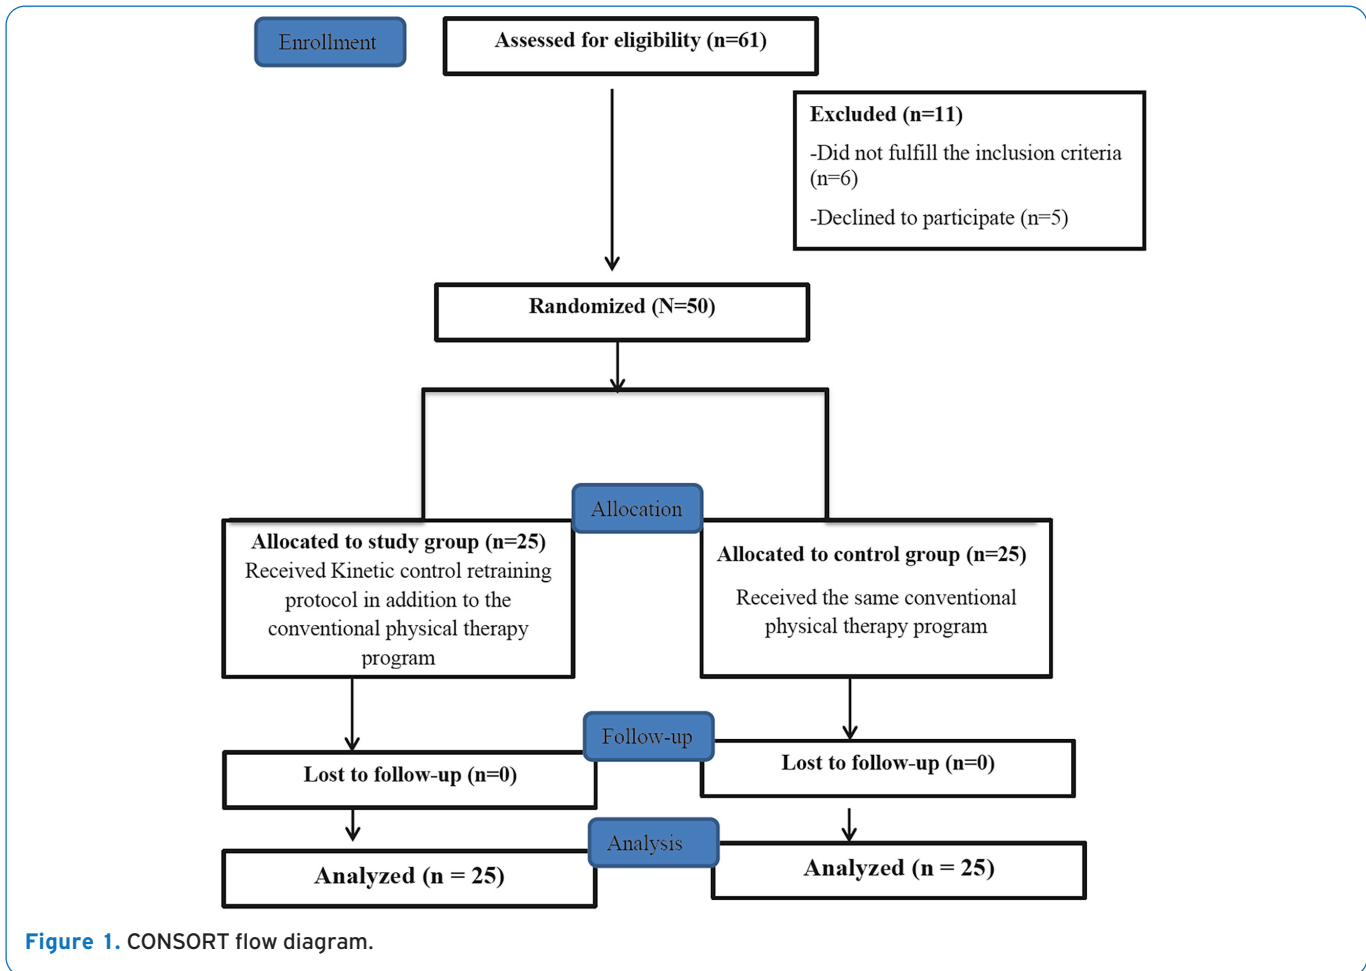 Enrollment
Assessed for eligibility (n=61)
Excluded (n=11)
-Did not fulfill the inclusion criteria
(n=6)
-Declined to participate (n=5)
Randomized (N=50)
Allocation
Allocated to study group (n=25)
Received Kinetic control retraining
protocol in addition to the
conventional physical therapy
program
Allocated to control group (n=25)
Received the same conventional
physical therapy program
Follow-up
Lost to follow-up (n=0)
Lost to follow-up (n=0)
Analysis
Analyzed (n = 25)
Analyzed (n = 25)
Figure 1. CONSORT flow diagram.